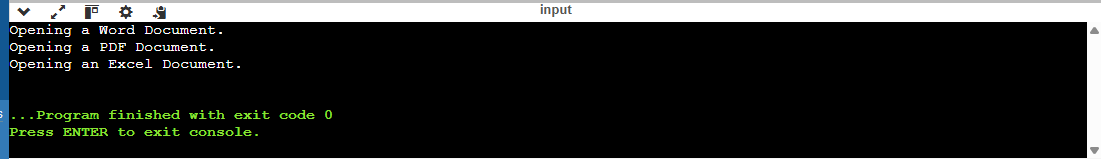 input
Opening a Word Document.
Opening a PDF Document.
Opening an Excel Document.
...Program finished with exit code 0
Press ENTER to exit console.